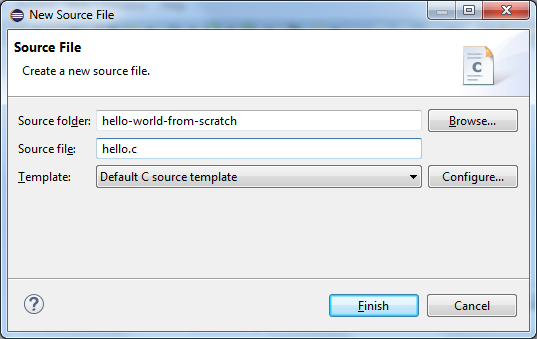 New Source File
Source File
Create a new source file.
C
Source folder: hello-world-from-scratch Browse...
Source file: hello.c
Template: Default C source template Configure...
? Finish Cancel